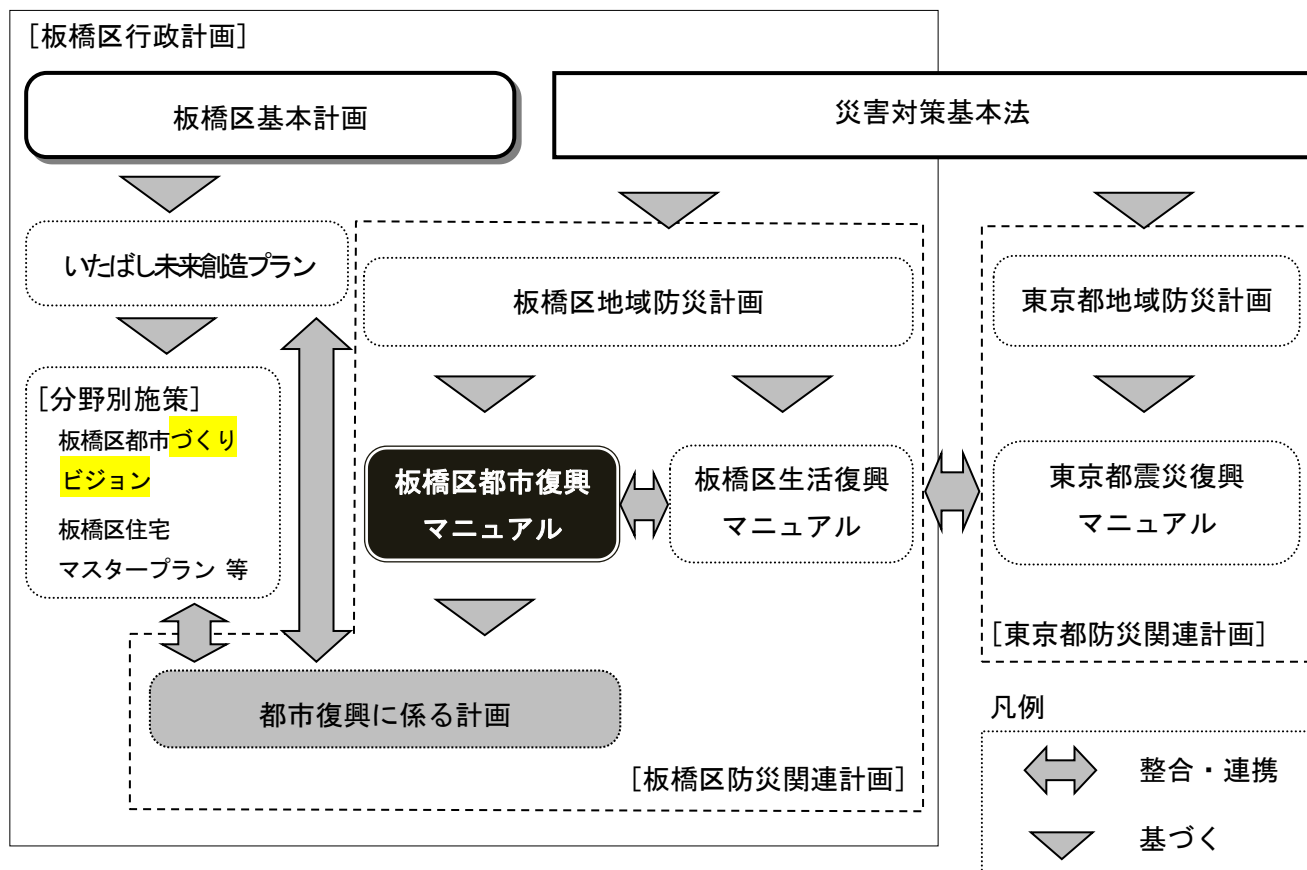 [板橋区行政計画]
板橋区基本計画
災害対策基本法
いたばし未来創造プラン
板橋区地域防災計画
東京都地域防災計画
[分野別施策]
板橋区都市づくり
ビジョン
板橋区住宅
マスタープラン 等
板橋区都市復興
マニュアル
板橋区生活復興
マニュアル
東京都震災復興
マニュアル
[東京都防災関連計画]
都市復興に係る計画
[板橋区防災関連計画]
凡例
整合・連携
基づく